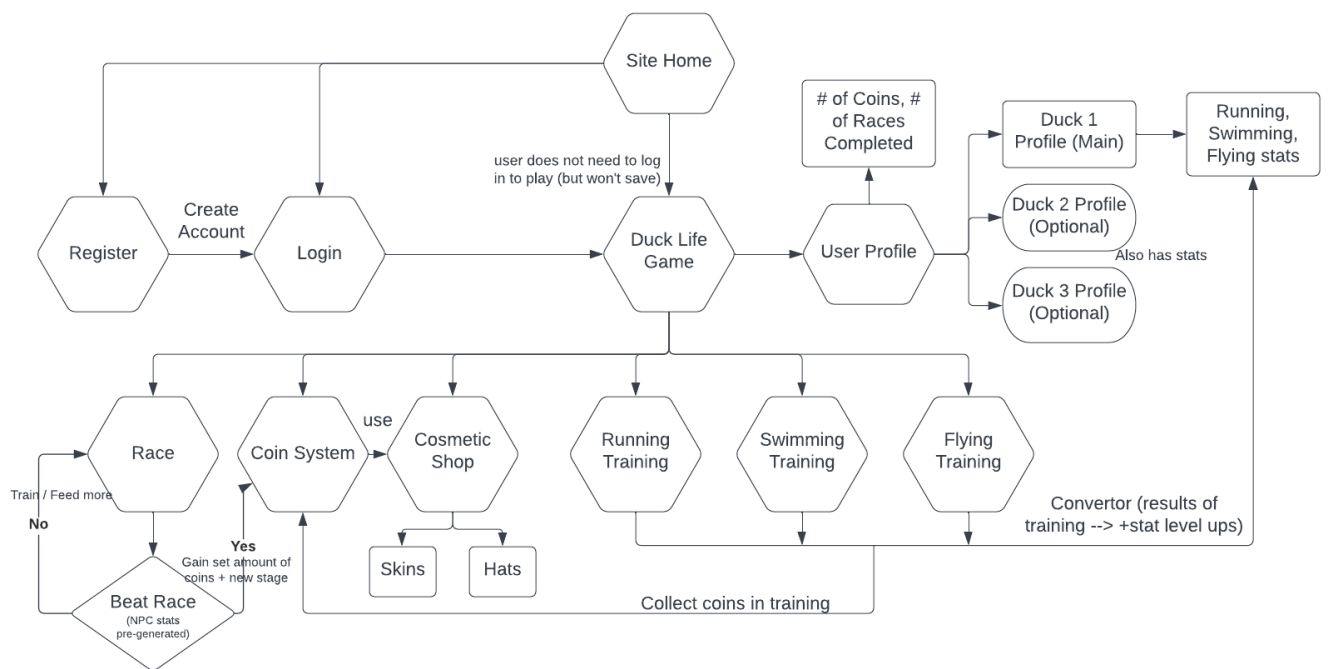 Site Home
# of Coins, #
of Races
Completed
Duck 1
Profile (Main)
Running,
Swimming,
Flying stats
user does not need to log
in to play (but won't save)
Create
Account
Duck 2 Profile
(Optional)
Register
Login
Duck Life
Game
User Profile
Also has stats
Duck 3 Profile
(Optional)
use
Race
Coin System
Cosmetic
Shop
Running
Training
Swimming
Training
Flying
Training
Train / Feed more
No
Convertor (results of
training --> +stat level ups)
Yes
Gain set amount of
coins + new stage
Skins
Hats
Beat Race
(NPC stats
pre-generated)
Collect coins in training